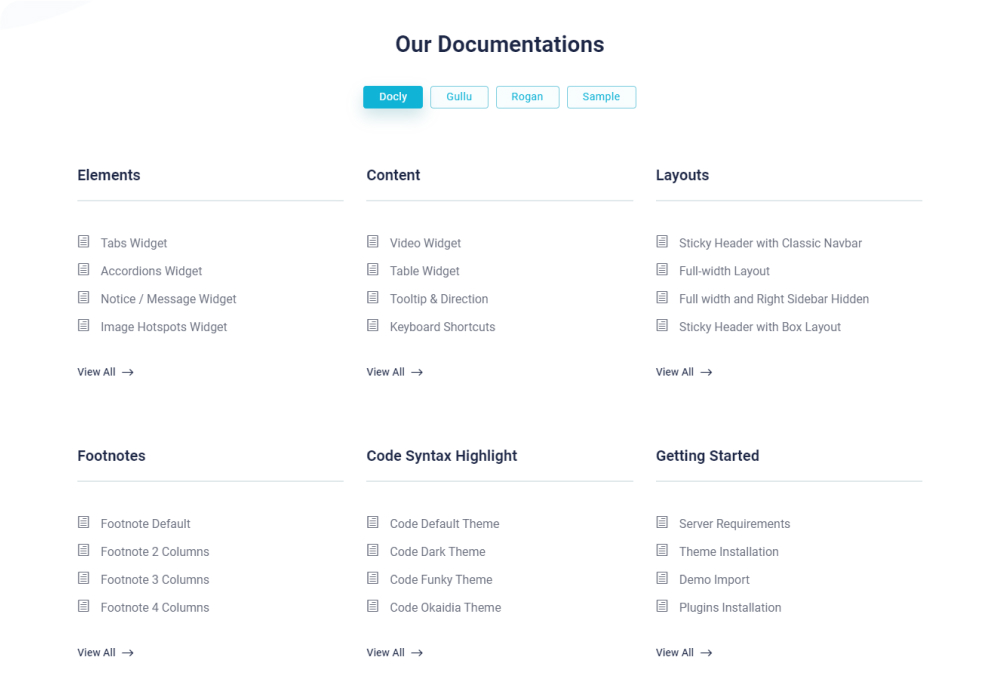 Our Documentations
Docly Gullu Rogan Sample
Elements
Tabs Widget
Accordions Widget
Notice / Message Widget
Image Hotspots Widget
View All →
Content
Video Widget
Table Widget
Tooltip & Direction
Keyboard Shortcuts
View All →
Layouts
Sticky Header with Classic Navbar
Full-width Layout
Full width and Right Sidebar Hidden
Sticky Header with Box Layout
View All →
Footnotes
Footnote Default
Footnote 2 Columns
Footnote 3 Columns
Footnote 4 Columns
View All →
Code Syntax Highlight
Code Default Theme
Code Dark Theme
Code Funky Theme
Code Okaidia Theme
View All →
Getting Started
Server Requirements
Theme Installation
Demo Import
Plugins Installation
View All →